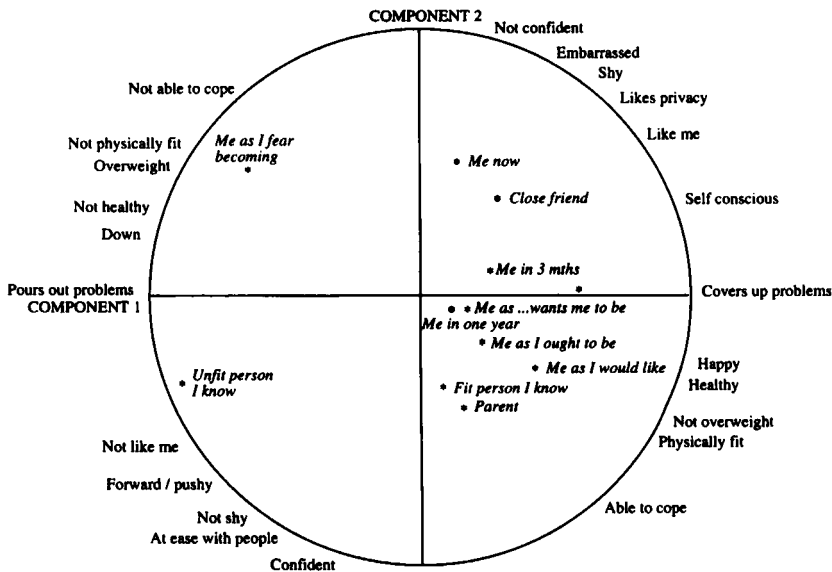 COMPONENT 2
Not confident
Embarrassed
Shy
Not able to cope
Likes privacy
Like me
Not physically fit
Overweight
Me as I fear
becoming
Me now
Close friend
Self conscious
Not healthy
Down
Me in 3 mths
Pours out problems
COMPONENT 1
Covers up problems
Me as ...wants me to be
Me in one year
Me as I ought to be
Me as I would like
Happy
Healthy
Unfit person
I know
Fit person I know
Parent
Not overweight
Physically fit
Not like me
Forward / pushy
Able to cope
Not shy
At ease with people
Confident